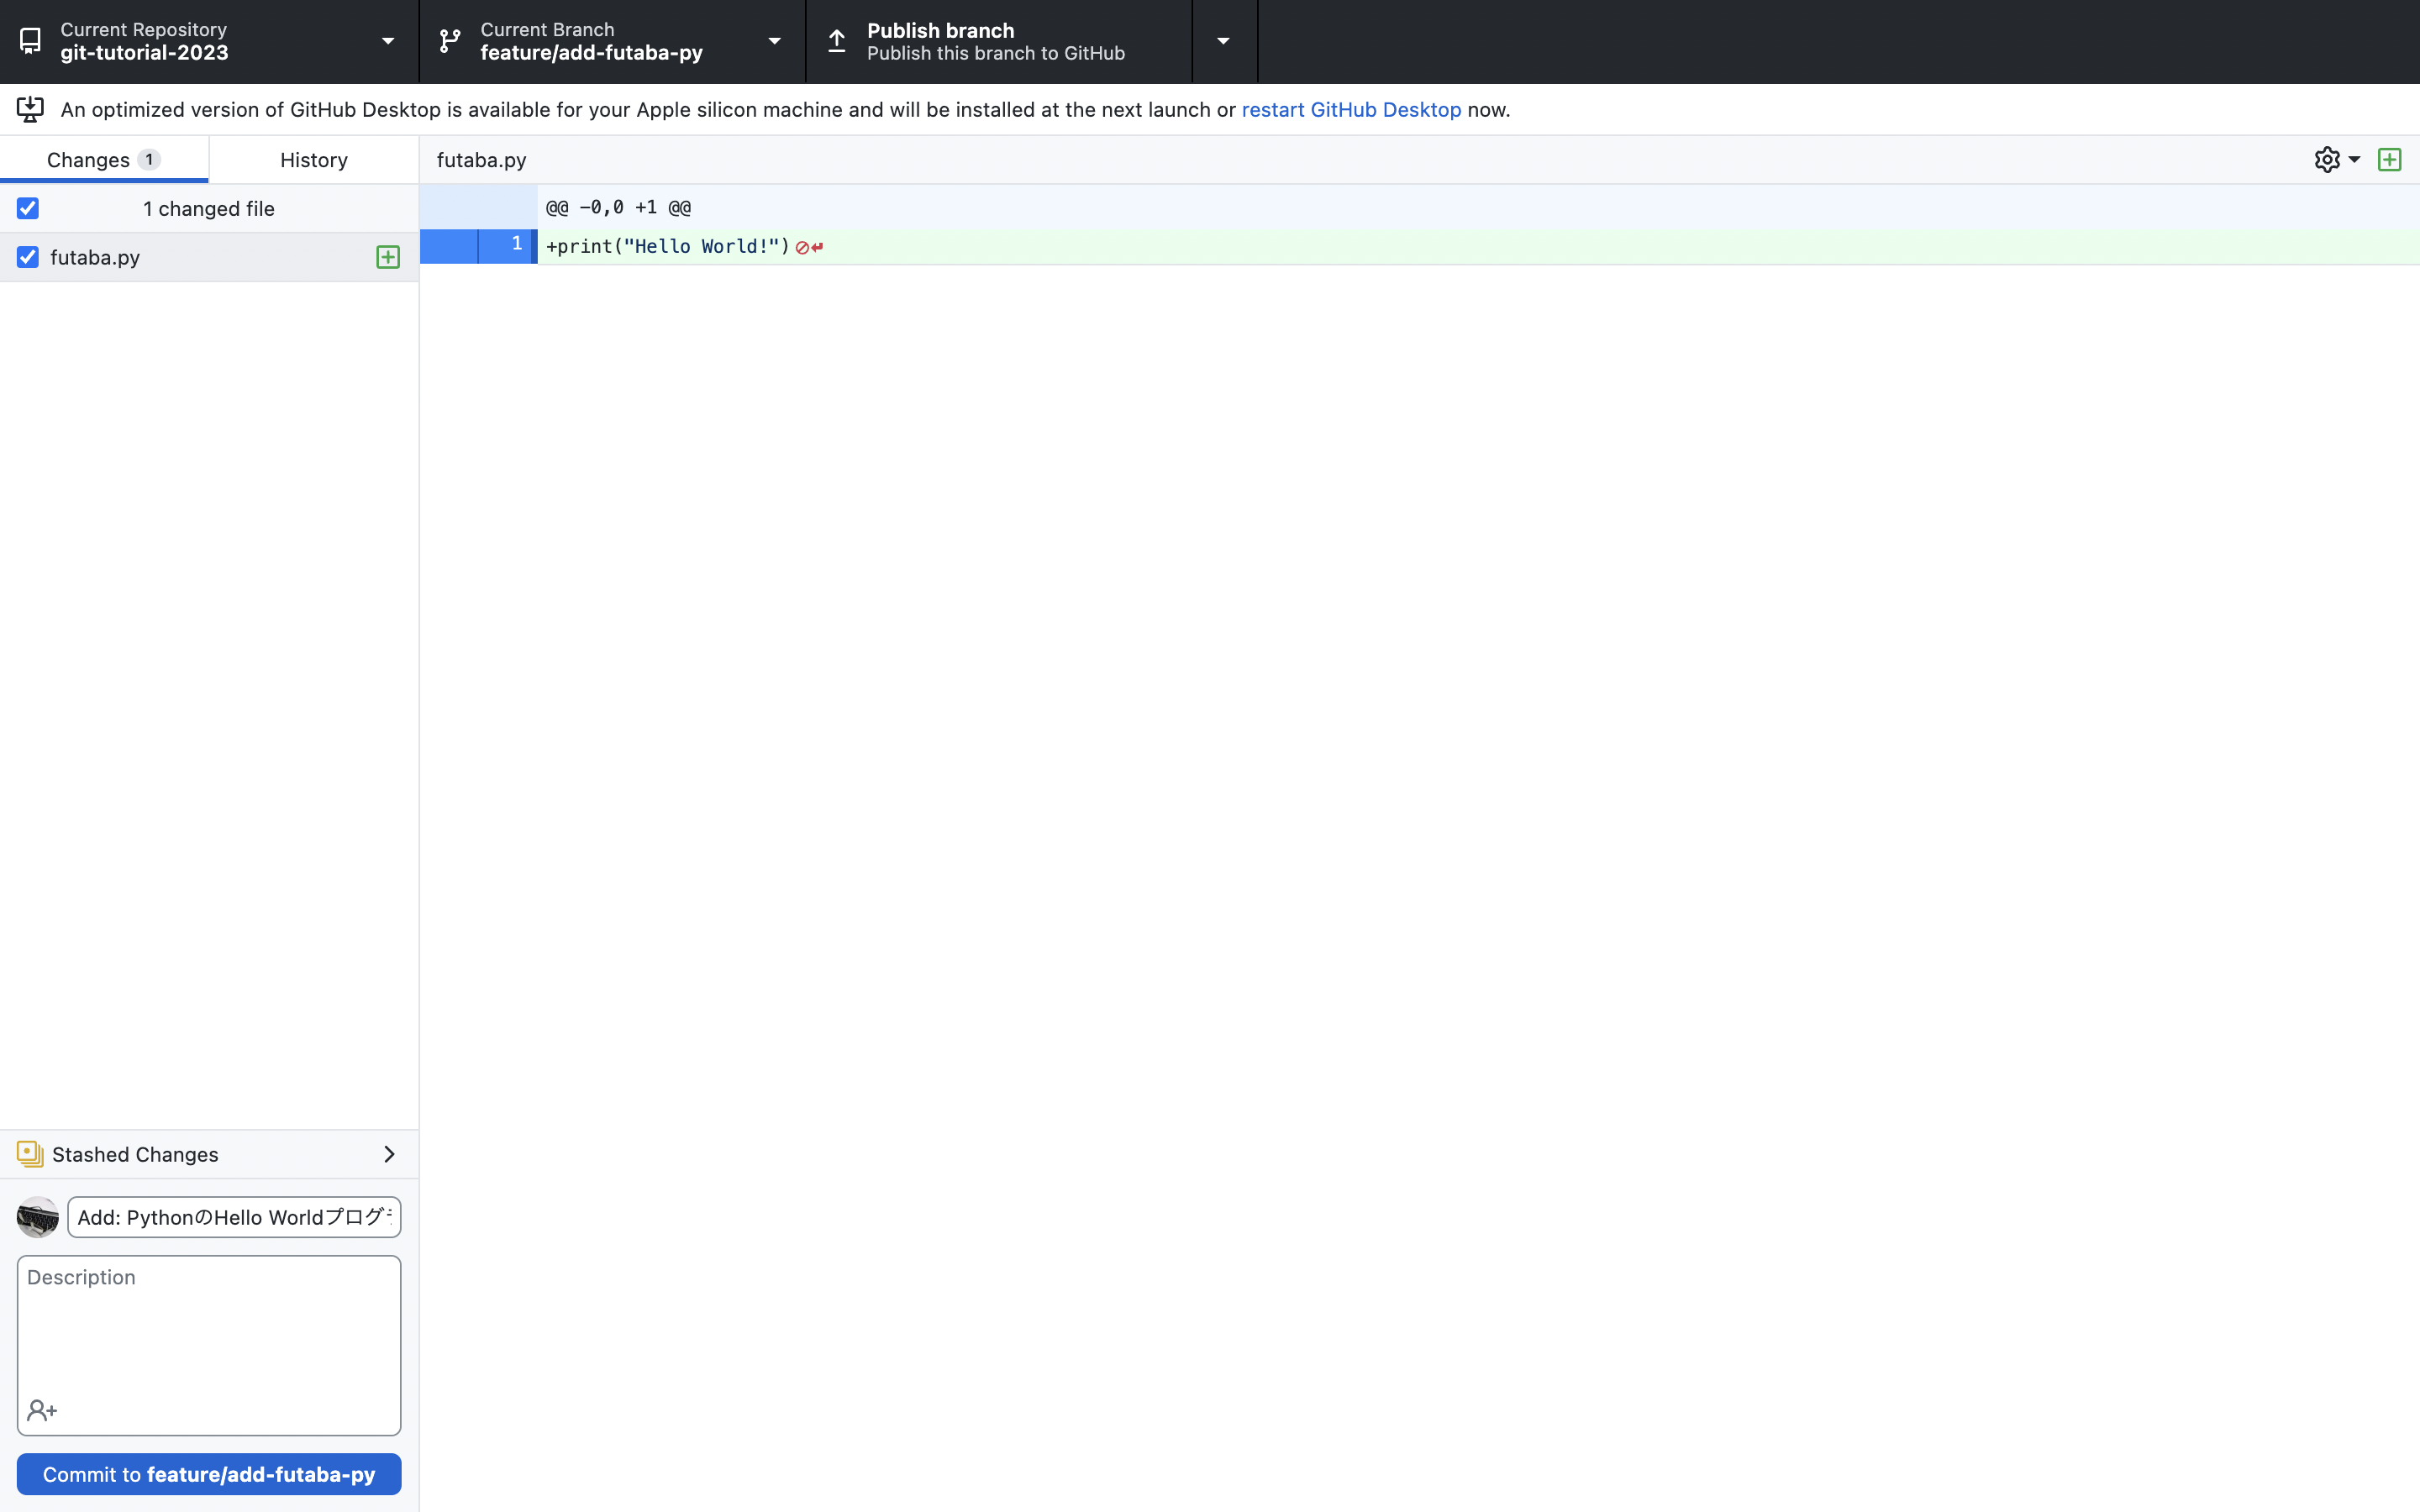 Current Repository
git-tutorial-2023
Current Branch
feature/add-futaba-py
Publish branch
Publish this branch to GitHub
An optimized version of GitHub Desktop is available for your Apple silicon machine and will be installed at the next launch or restart GitHub Desktop now.
Changes 1
History
futaba.py
1 changed file
futaba.py
@@ -0,0 +1 @@
1 +print("Hello World!")
Stashed Changes
Add: PythonのHello Worldプログ
Description
Commit to feature/add-futaba-py